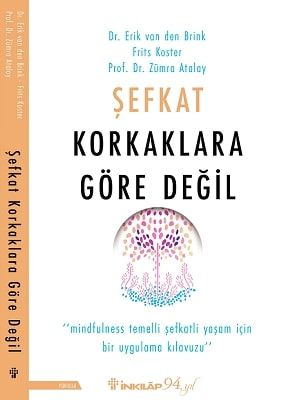 Dr. Erik van den Brink
Frits Koster
Prof. Dr. Zümra Atalay
ŞEFKAT
KORKAKLARA
GÖRE DEĞİL
‘‘mindfulness temelli şefkatli yaşam için
bir uygulama kılavuzu’’
İNKILÂP 94.yıl
Dr. Erik van den Brink - Frits Koster
Prof. Dr. Zümra Atalay
Şefkat Korkaklara Göre Değil